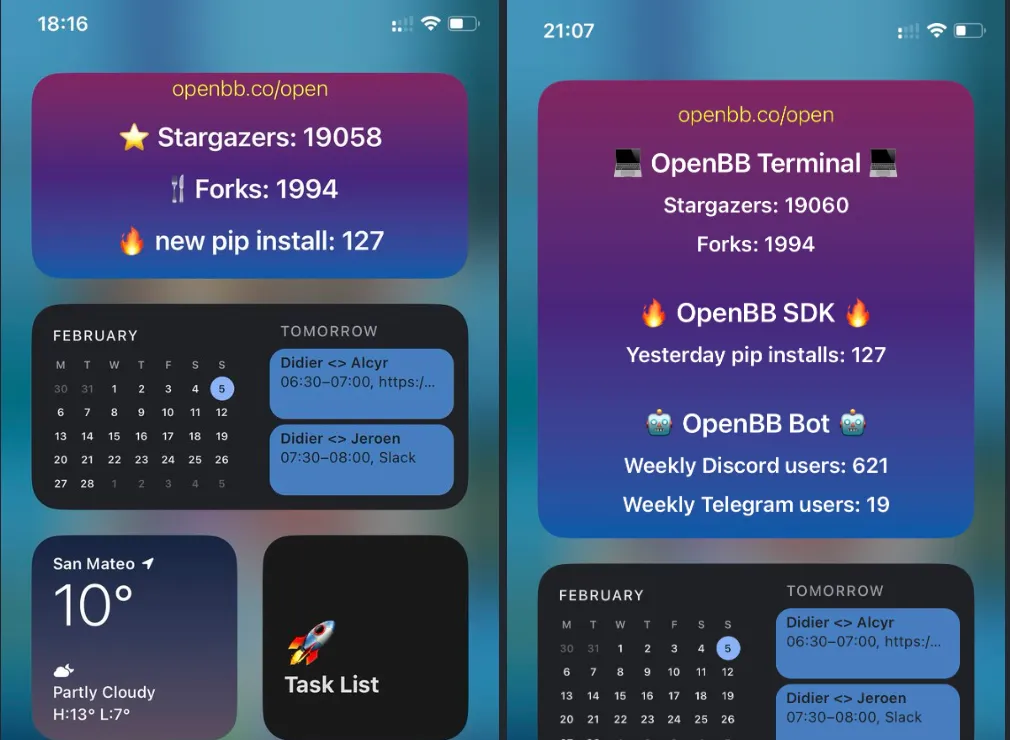 18:16
openbb.co/open
⭐ Stargazers: 19058
🍴 Forks: 1994
🔥 new pip install: 127
FEBRUARY
M T W T F S S
30 31 1 2 3 4 5
6 7 8 9 10 11 12
13 14 15 16 17 18 19
20 21 22 23 24 25 26
27 28 1 2 3 4 5
TOMORROW
Didier <> Alcyr
06:30–07:00, https:/...
Didier <> Jeroen
07:30–08:00, Slack
San Mateo
10°
Partly Cloudy
H:13° L:7°
🚀
Task List
21:07
openbb.co/open
💻 OpenBB Terminal 💻
Stargazers: 19060
Forks: 1994
🔥 OpenBB SDK 🔥
Yesterday pip installs: 127
🤖 OpenBB Bot 🤖
Weekly Discord users: 621
Weekly Telegram users: 19
FEBRUARY
M T W T F S S
30 31 1 2 3 4 5
6 7 8 9 10 11 12
13 14 15 16 17 18 19
20 21 22 23 24 25 26
TOMORROW
Didier <> Alcyr
06:30–07:00, https:/...
Didier <> Jeroen
07:30–08:00, Slack